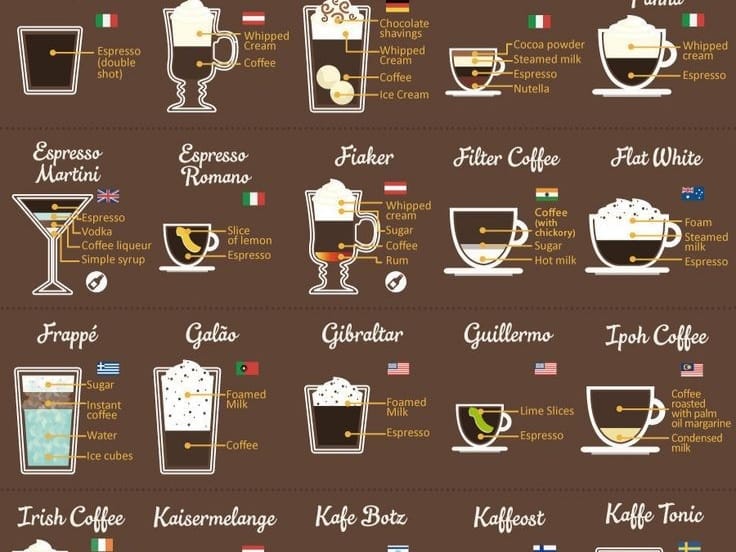 Panna
Espresso
(double
shot)
Whipped
Cream
Coffee
Chocolate
shavings
Whipped
Cream
Coffee
Ice Cream
Cocoa powder
Steamed milk
Espresso
Nutella
Whipped
cream
Espresso
Espresso
Martini
Espresso
Vodka
Coffee liqueur
Simple syrup
Espresso
Romano
Slice
of lemon
Espresso
Fiaker
Whipped
cream
Sugar
Coffee
Rum
Filter Coffee
Coffee
(with
chickory)
Sugar
Hot milk
Flat White
Foam
Steamed
milk
Espresso
Frappé
Sugar
Instant
coffee
Water
Ice cubes
Galão
Foamed
Milk
Coffee
Gibraltar
Foamed
Milk
Espresso
Guillermo
Lime Slices
Espresso
Ipoh Coffee
Coffee
roasted
with palm
oil margarine
Condensed
milk
Irish Coffee
Kaisermelange
Kafe Botz
Kaffeost
Kaffe Tonic